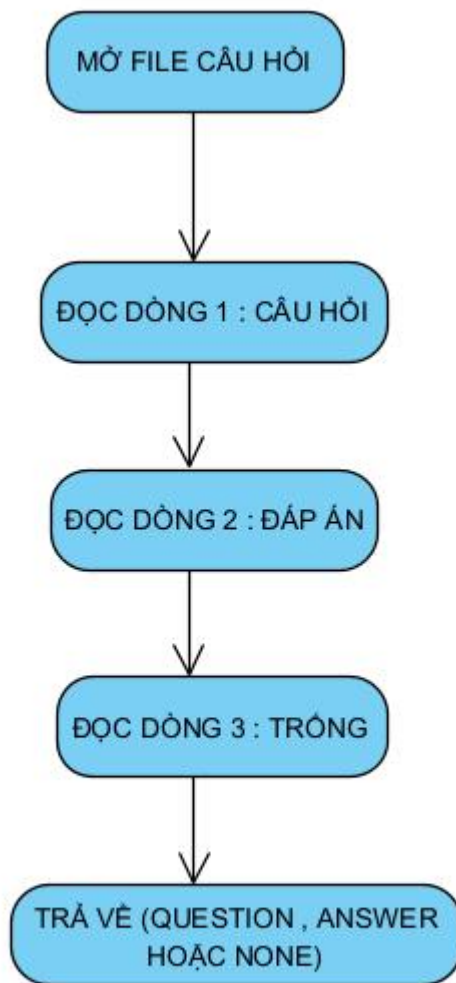 MỞ FILE CÂU HỎI
ĐỌC DÒNG 1 : CÂU HỎI
ĐỌC DÒNG 2 : ĐÁP ÁN
ĐỌC DÒNG 3 : TRỐNG
TRẢ VỀ (QUESTION , ANSWER
HOẶC NONE)